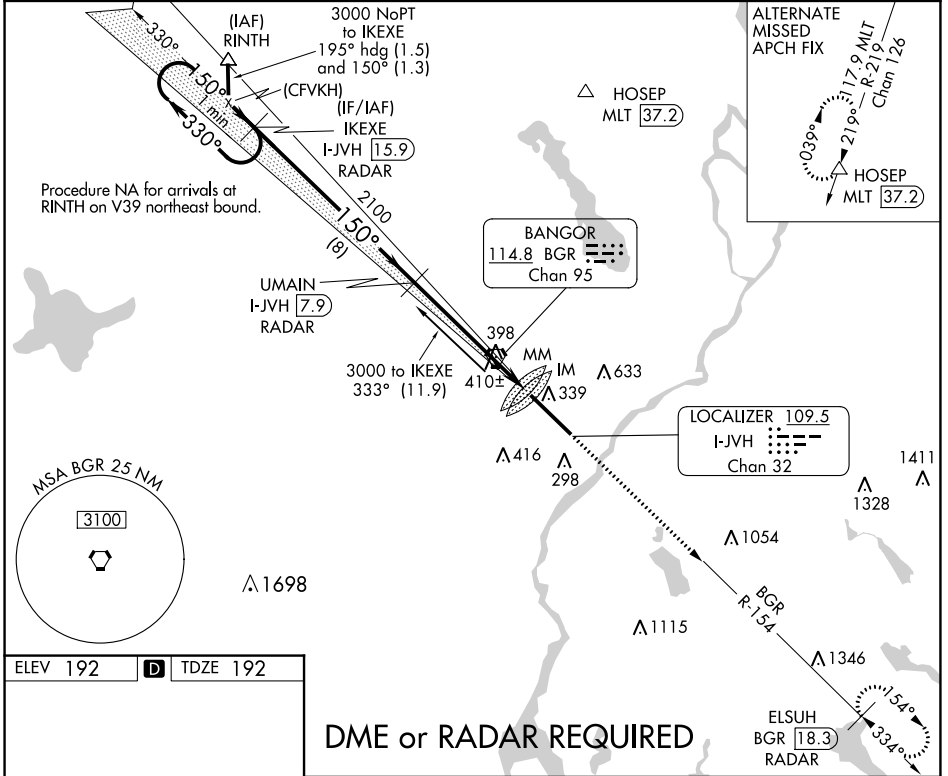 (IAF)
RINTH
3000 NoPT
to IKEXE
195° hdg (1.5)
and 150° (1.3)
330°
150°
1 min
330°
(CFVKH)
(IF/IAF)
IKEXE
I-JVH 15.9
RADAR
HOSEP
MLT 37.2
ALTERNATE
MISSED
APCH FIX
117.9 MLT
R-219
Chan 126
039°
219°
HOSEP
MLT 37.2
Procedure NA for arrivals at
RINTH on V39 northeast bound.
2100
150°
(8)
BANGOR
114.8 BGR
Chan 95
UMAIN
I-JVH 7.9
RADAR
3000 to IKEXE
333° (11.9)
398
410±
MM
IM
339
633
LOCALIZER 109.5
I-JVH
Chan 32
416
298
1411
1328
MSA BGR 25 NM
3100
1698
1054
BGR
R-154
1115
1346
ELEV 192 D TDZE 192
DME or RADAR REQUIRED
ELSUH
BGR 18.3
RADAR
154°
334°